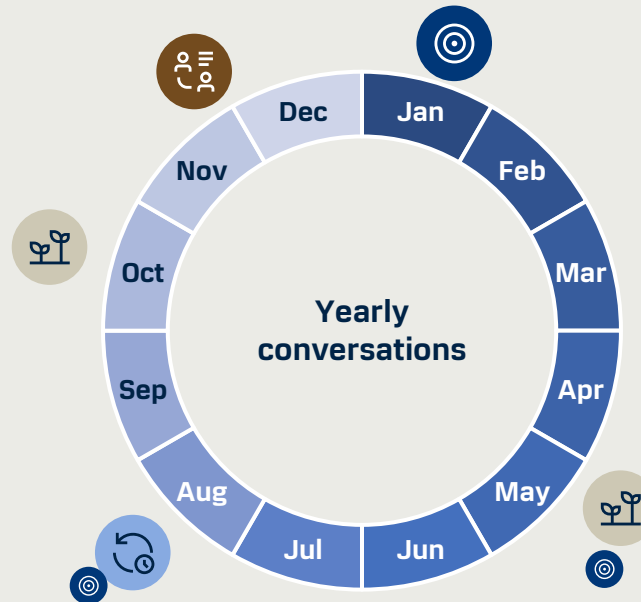 Jan
Feb
Mar
Apr
May
Jun
Jul
Aug
Sep
Oct
Nov
Dec
Yearly
conversations